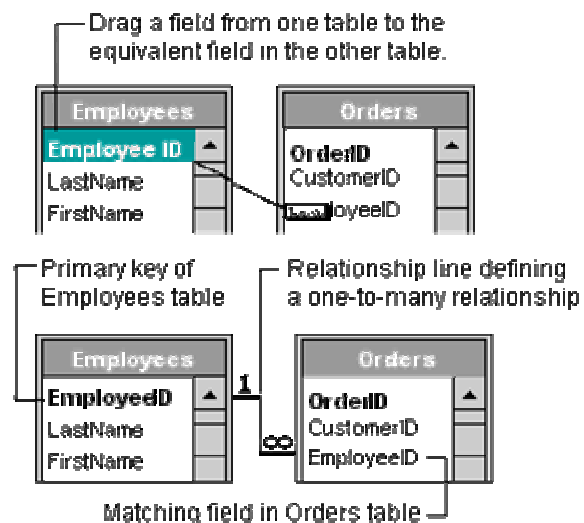 Drag a field from one table to the
equivalent field in the other table.
Employees
Orders
Employee ID
LastName
FirstName
OrderID
CustomerID
oyeeID
Primary key of
Employees table
Relationship line defining
a one-to-many relationship
Employees
1
Orders
EmployeeID
LastName
FirstName
∞
OrderID
CustomerID
EmployeeID
Matching field in Orders table